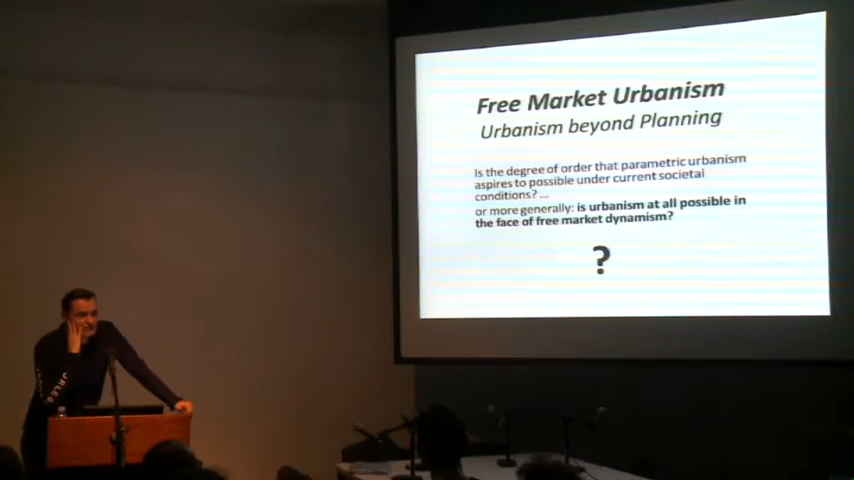 Free Market Urbanism
Urbanism beyond Planning
Is the degree of order that parametric urbanism
aspires to possible under current societal
conditions? ...
or more generally: is urbanism at all possible in
the face of free market dynamism?
?